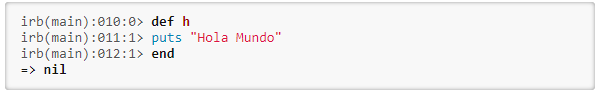 irb(main):010:0> def h
irb(main):011:1> puts "Hola Mundo"
irb(main):012:1> end
=> nil